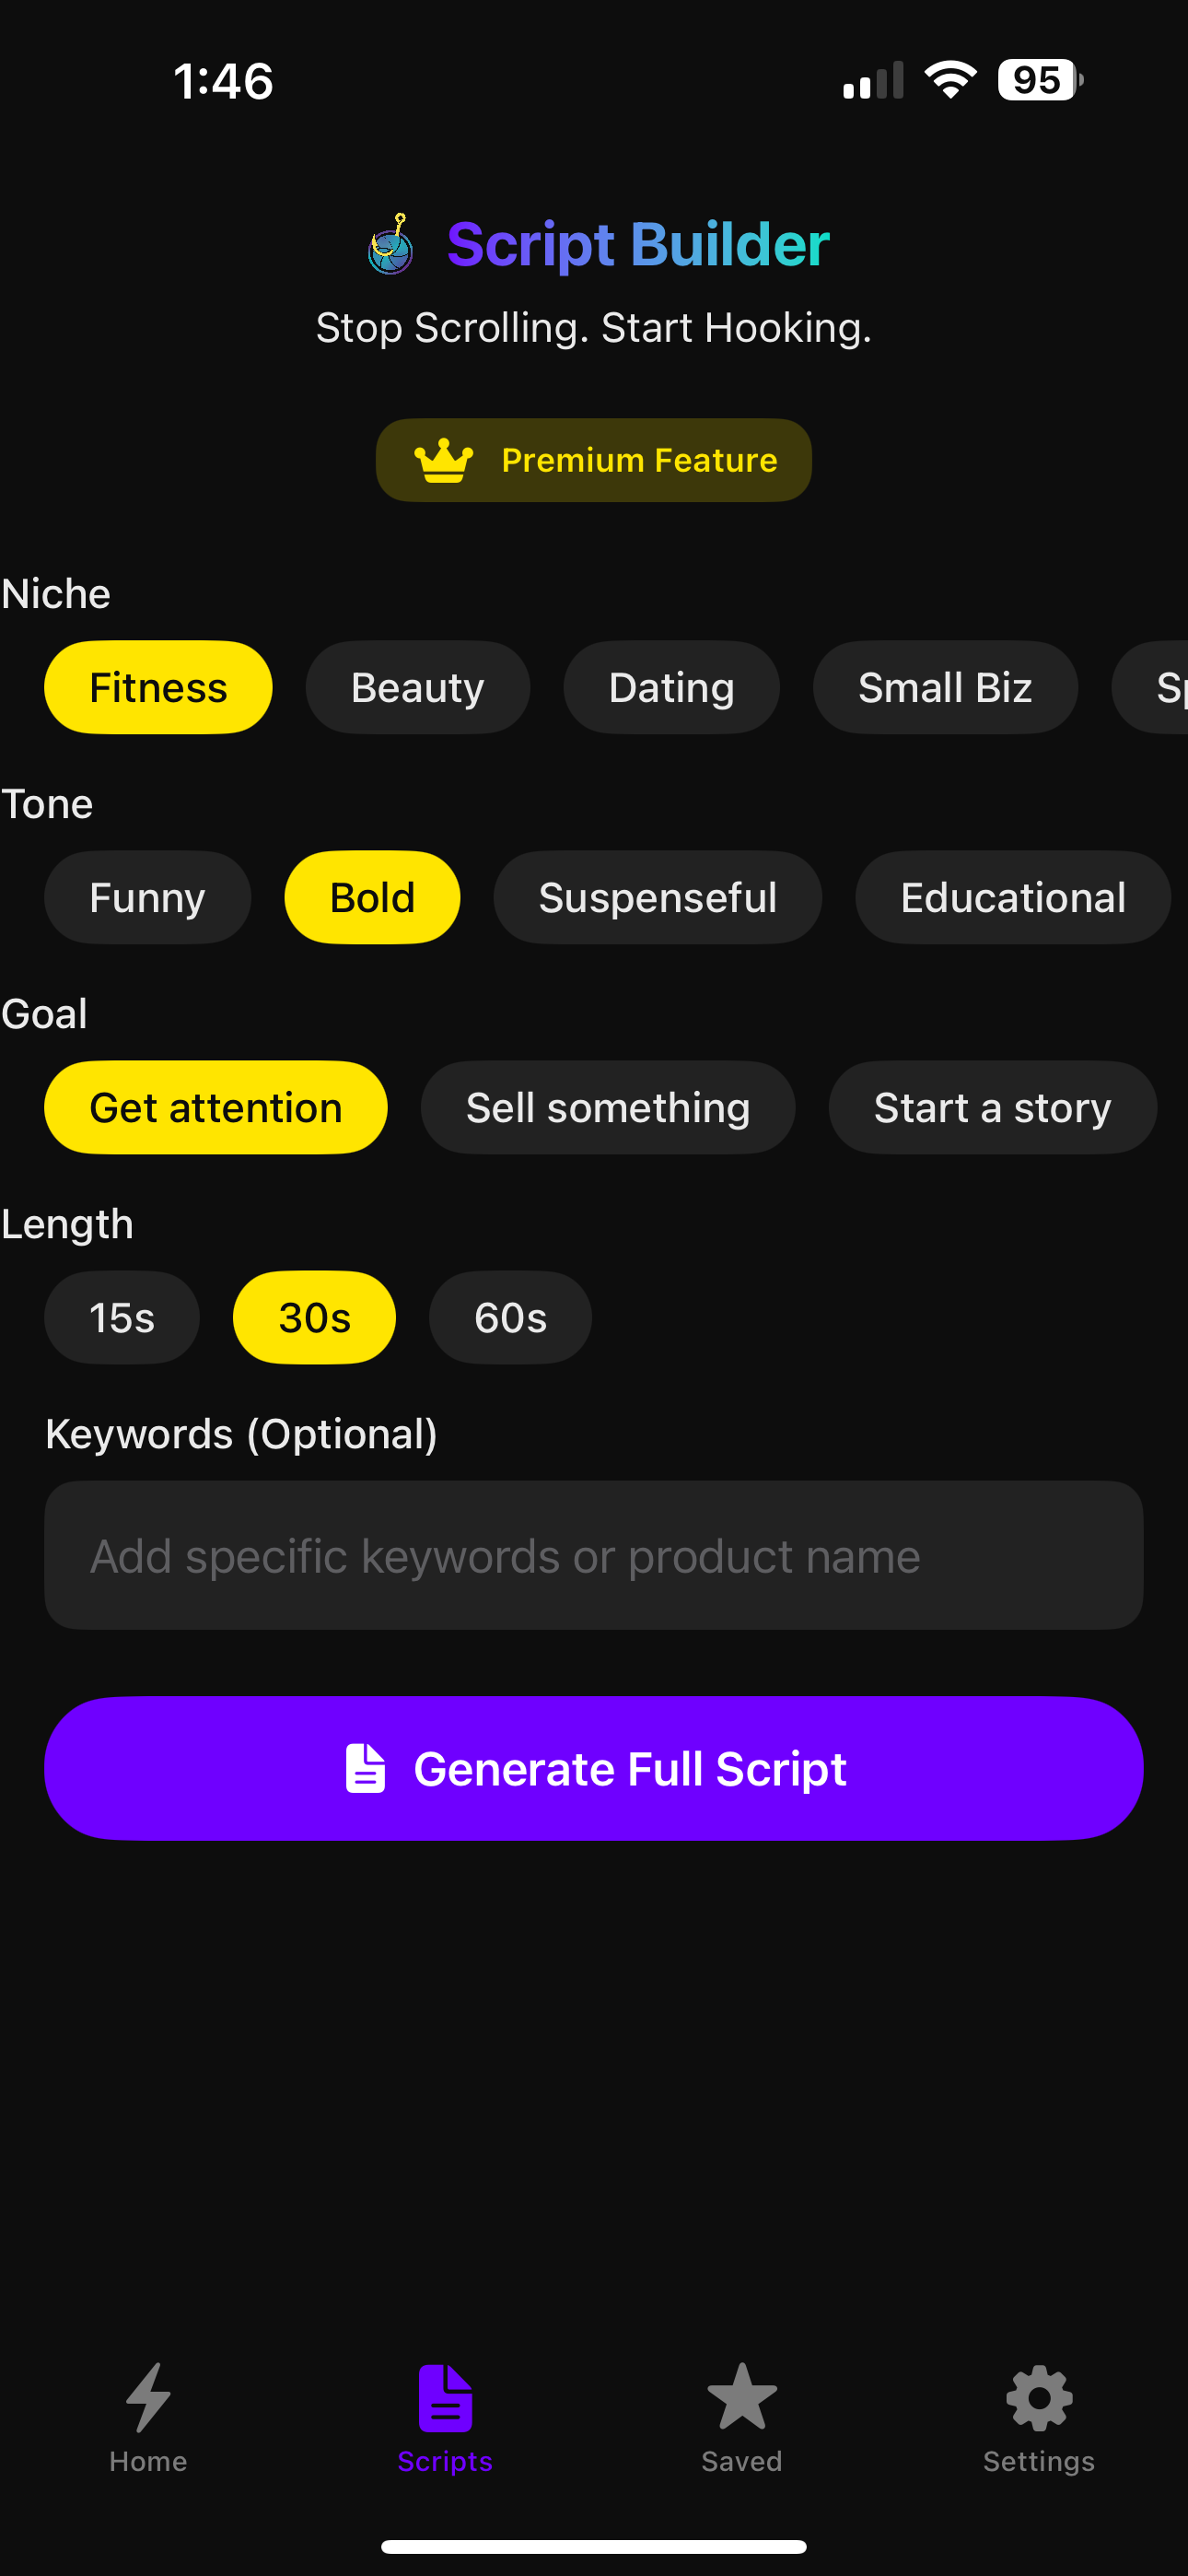 1:46
95
Script Builder
Stop Scrolling. Start Hooking.
Premium Feature
Niche
Fitness Beauty Dating Small Biz Sp
Tone
Funny Bold Suspenseful Educational
Goal
Get attention Sell something Start a story
Length
15s 30s 60s
Keywords (Optional)
Add specific keywords or product name
Generate Full Script
Home Scripts Saved Settings